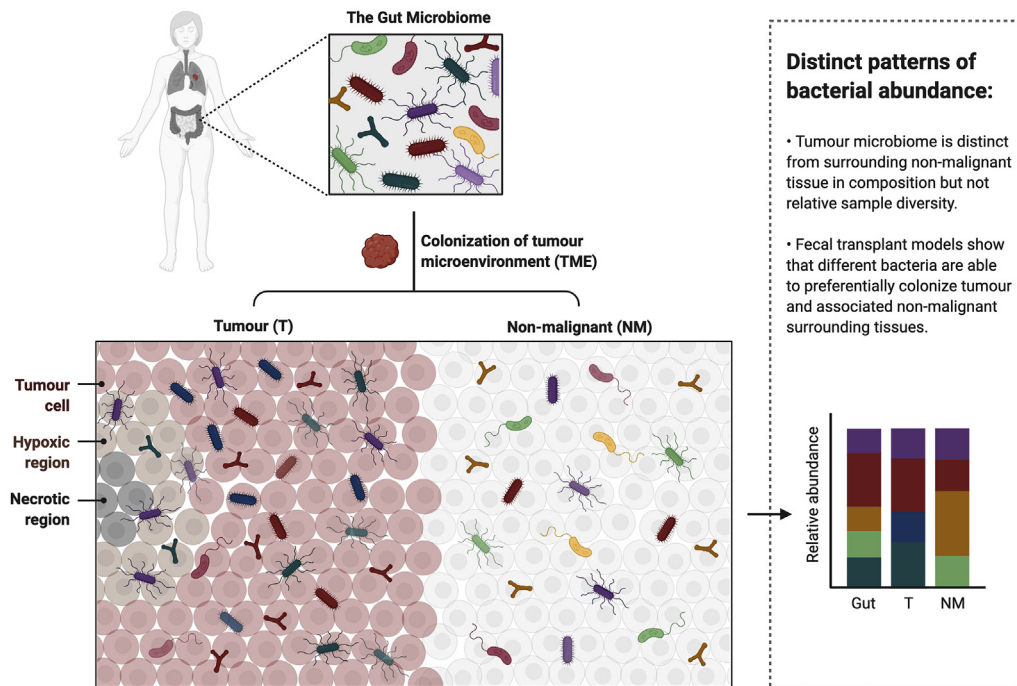 The Gut Microbiome
Colonization of tumour
microenvironment (TME)
Tumour (T)
Non-malignant (NM)
Tumour
cell
Hypoxic
region
Necrotic
region
Distinct patterns of
bacterial abundance:
• Tumour microbiome is distinct
from surrounding non-malignant
tissue in composition but not
relative sample diversity.
• Fecal transplant models show
that different bacteria are able
to preferentially colonize tumour
and associated non-malignant
surrounding tissues.
Relative abundance
Gut
T
NM